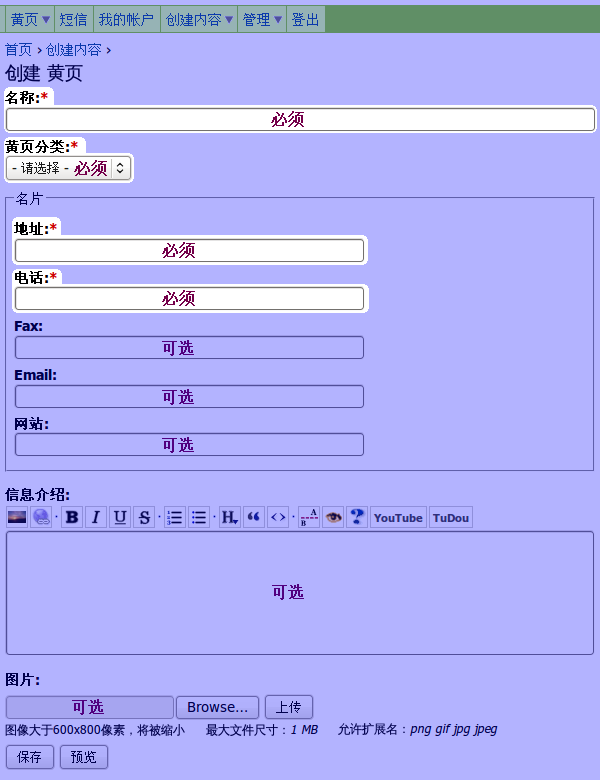 黄页▼ 短信 我的帐户 创建内容▼ 管理▼ 登出
首页 › 创建内容 ›
创建 黄页
名称:*
必须
黄页分类:*
- 请选择 - 必须
名片
地址:*
必须
电话:*
必须
Fax:
可选
Email:
可选
网站:
可选
信息介绍:
B I U S H A B YouTube TuDou
可选
图片:
可选 Browse... 上传
图像大于600x800像素，将被缩小 最大文件尺寸：1 MB 允许扩展名：png gif jpg jpeg
保存 预览